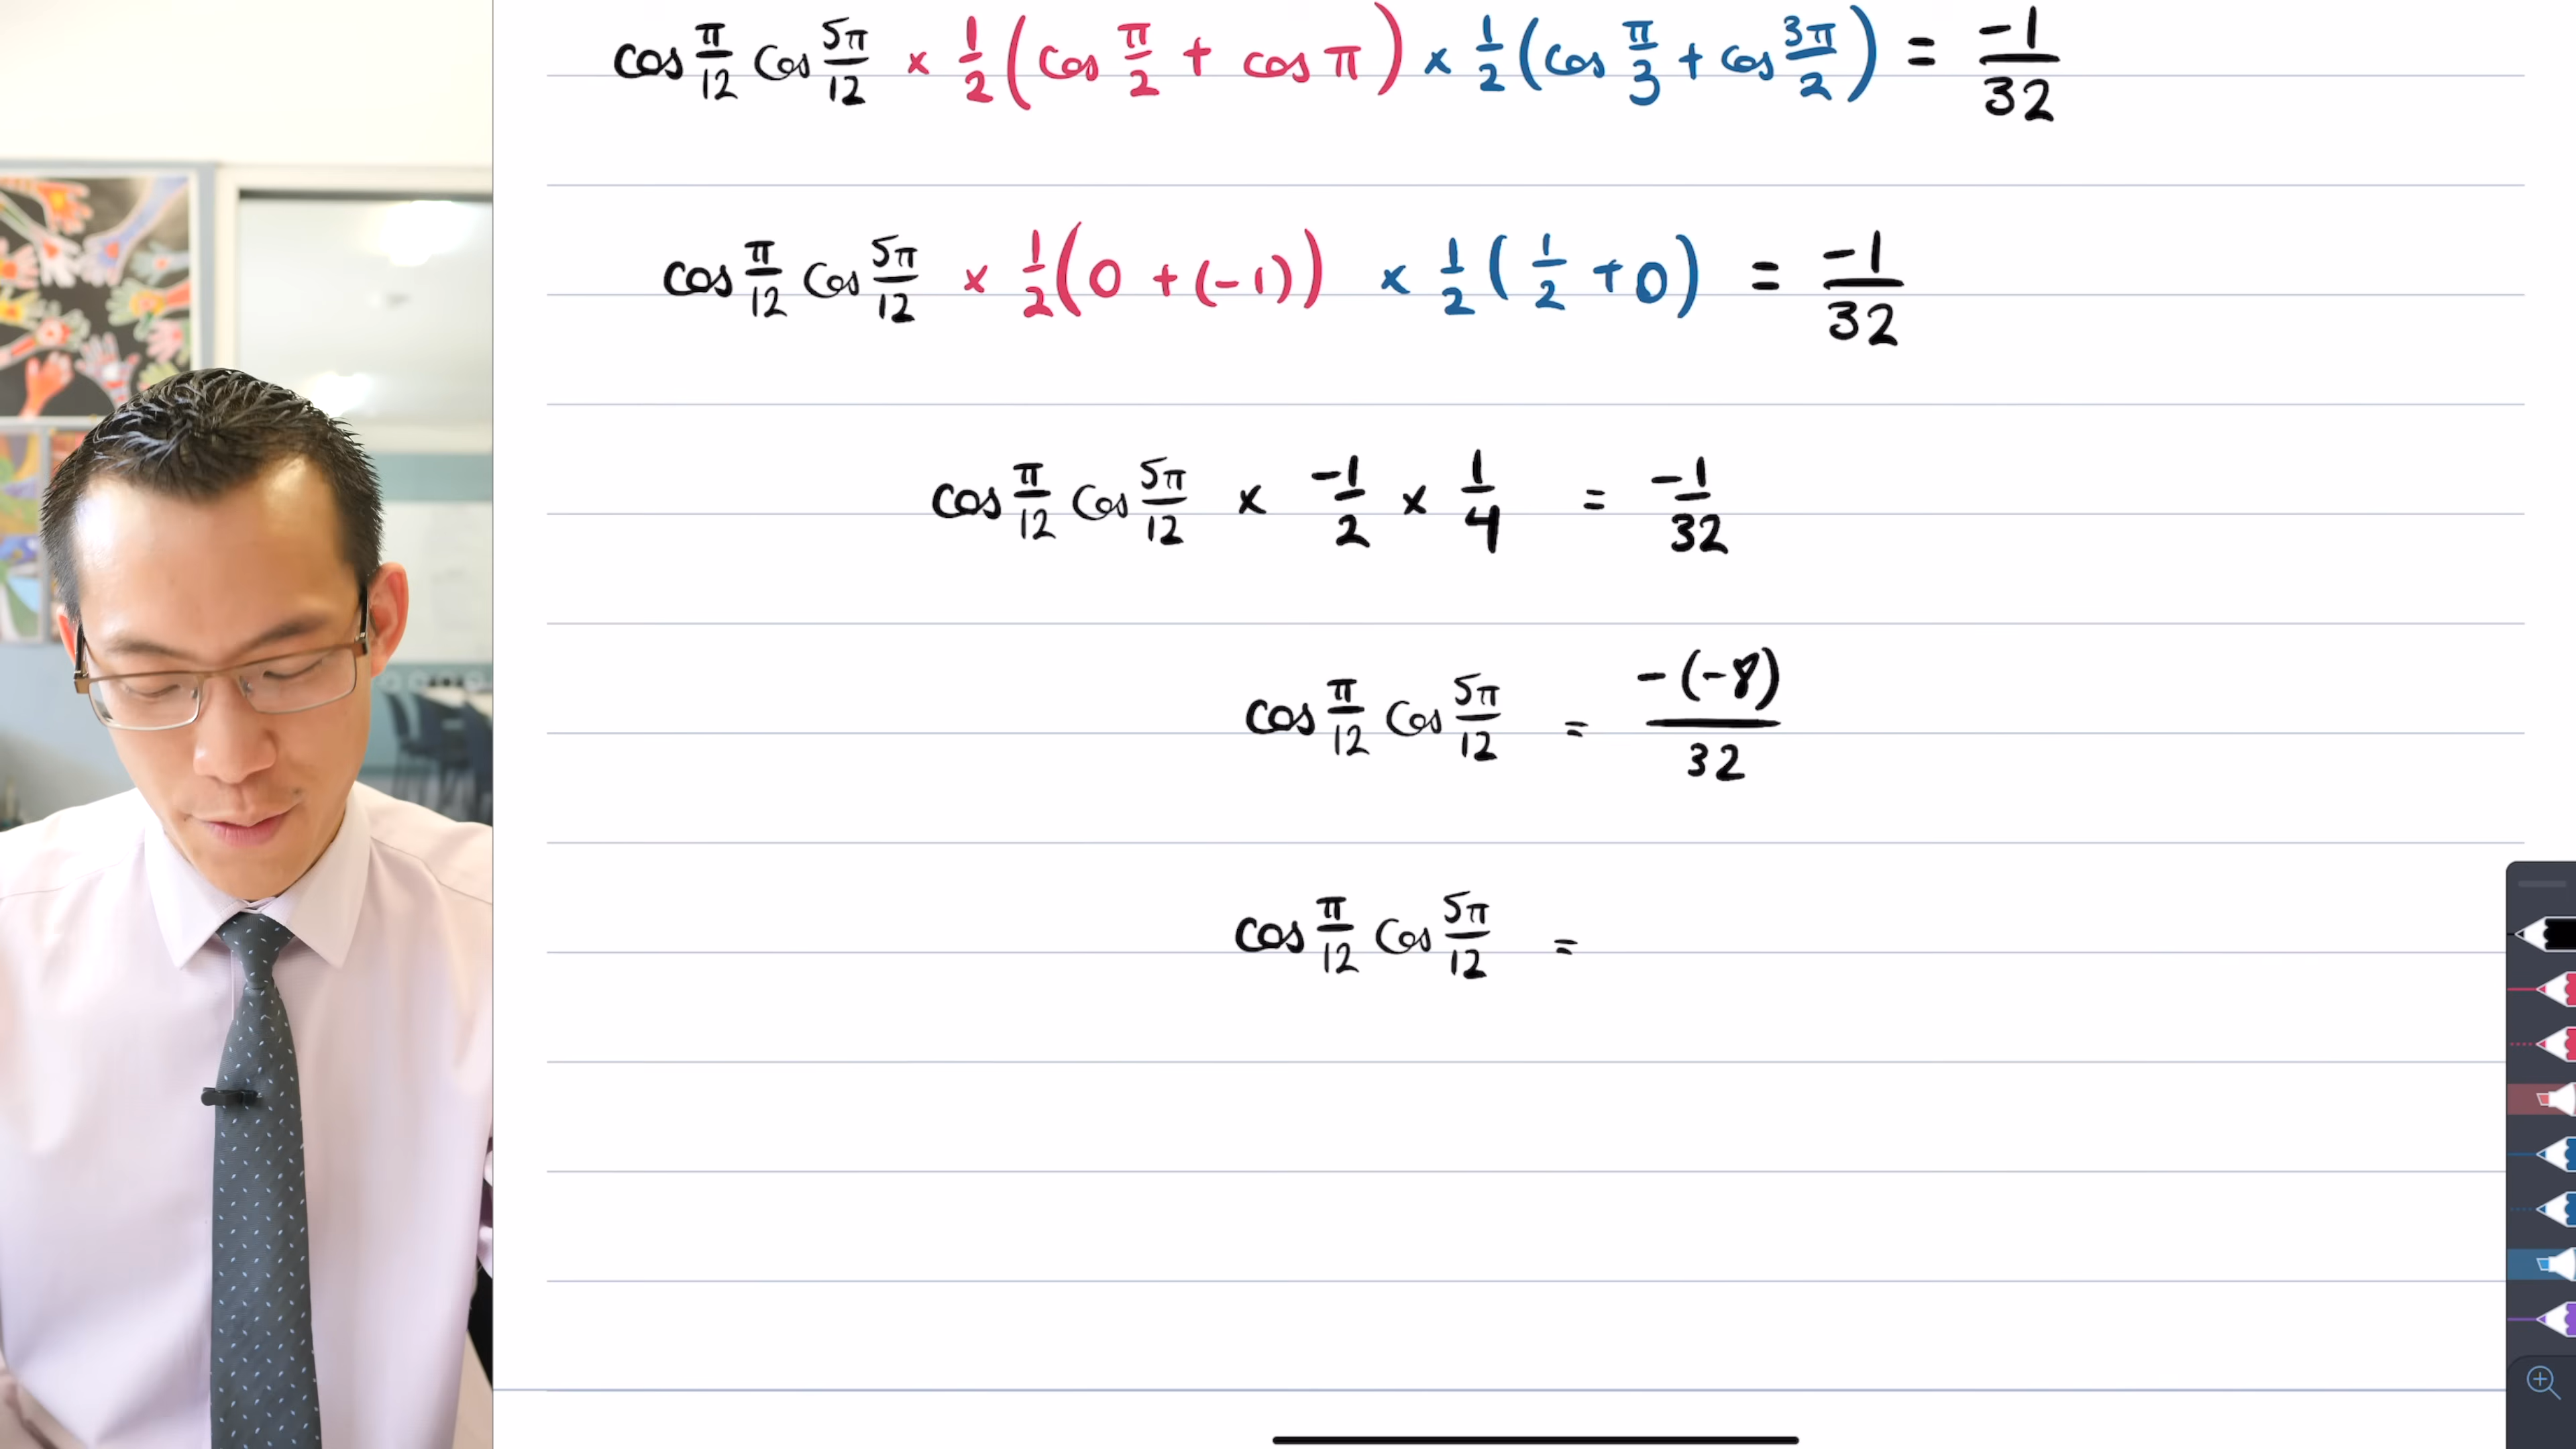 cos π/12 cos 5π/12 × 1/2 (cos π/2 + cos π) × 1/2 (cos π/3 + cos 3π/2) = -1/32
cos π/12 cos 5π/12 × 1/2 (0 + (-1)) × 1/2 (1/2 + 0) = -1/32
cos π/12 cos 5π/12 × -1/2 × 1/4 = -1/32
cos π/12 cos 5π/12 = -(-8)/32
cos π/12 cos 5π/12 =